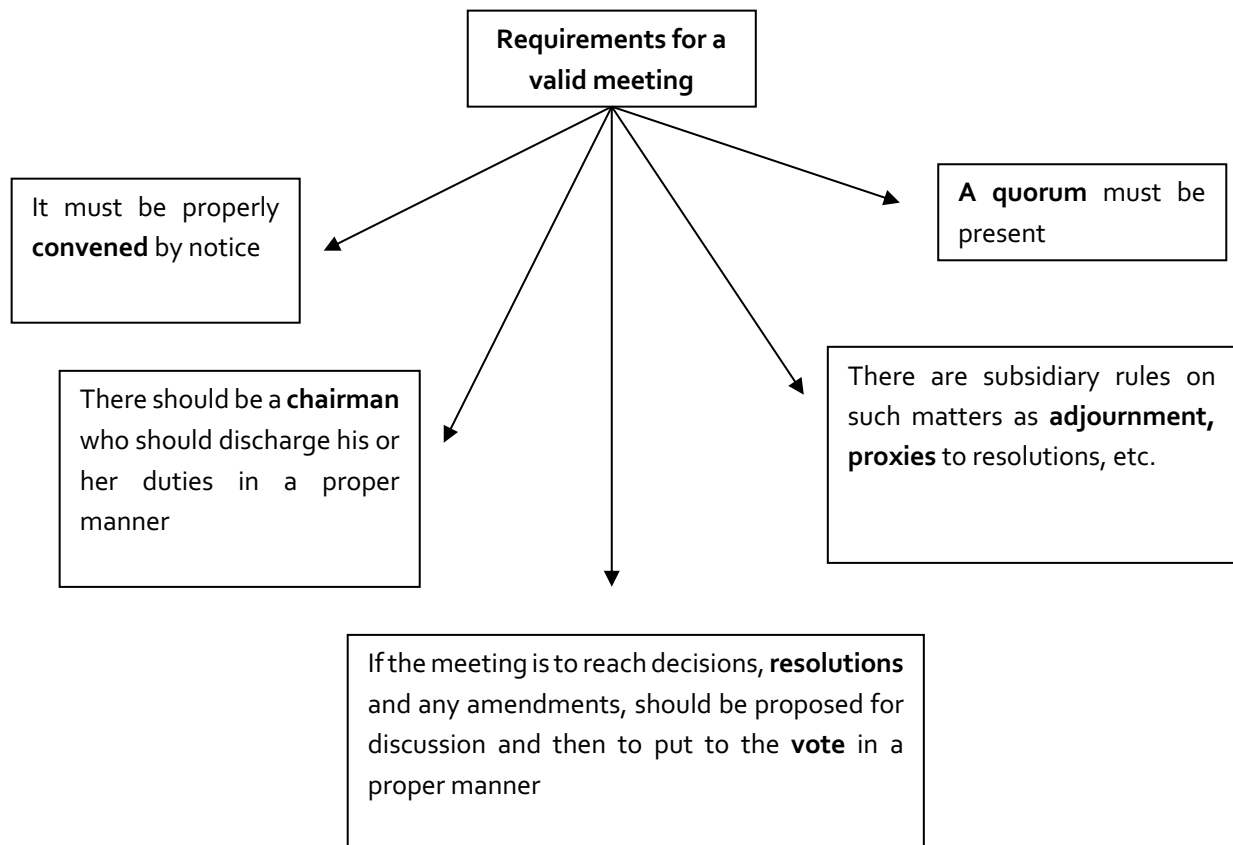 Requirements for a
valid meeting
It must be properly
convened by notice
A quorum must be
present
There should be a chairman
who should discharge his or
her duties in a proper
manner
There are subsidiary rules on
such matters as adjournment,
proxies to resolutions, etc.
If the meeting is to reach decisions, resolutions
and any amendments, should be proposed for
discussion and then to put to the vote in a
proper manner